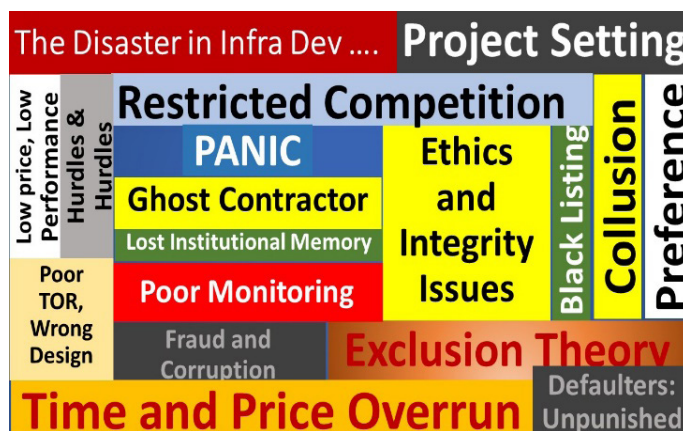 The Disaster in Infra Dev ....
Project Setting
Low price, Low
Performance
Hurdles &
Hurdles
Restricted Competition
PANIC
Ghost Contractor
Lost Institutional Memory
Poor Monitoring
Ethics
and
Integrity
Issues
Black Listing
Collusion
Preference
Poor
TOR,
Wrong
Design
Fraud and
Corruption
Exclusion Theory
Time and Price Overrun
Defaulters:
Unpunished